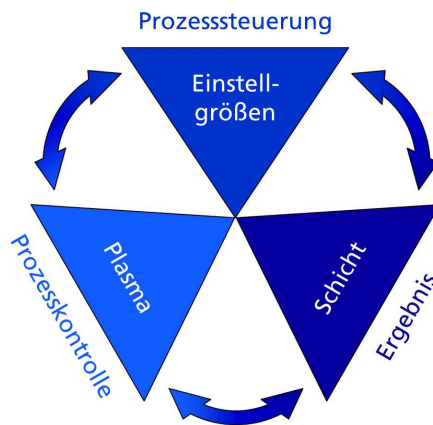 Prozesssteuerung
Einstell-
größen
Plasma
Prozesskontrolle
Schicht
Ergebnis